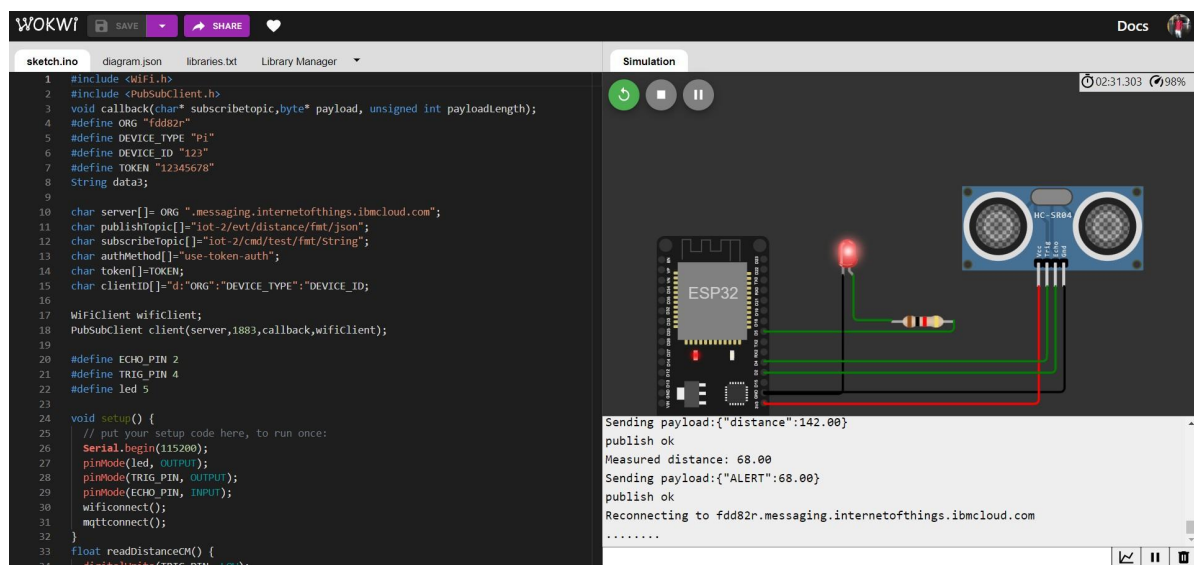 WOKWI SAVE SHARE Docs
sketch.ino diagram.json libraries.txt Library Manager
1 #include <WiFi.h>
2 #include <PubSubClient.h>
3 void callback(char* subscribetopic,byte* payload, unsigned int payloadLength);
4 #define ORG "fdd82r"
5 #define DEVICE_TYPE "Pi"
6 #define DEVICE_ID "123"
7 #define TOKEN "12345678"
8 String data3;
9
10 char server[]= ORG ".messaging.internetofthings.ibmcloud.com";
11 char publishTopic[]="iot-2/evt/distance/fmt/json";
12 char subscribeTopic[]="iot-2/cmd/test/fmt/String";
13 char authMethod[]="use-token-auth";
14 char token[]=TOKEN;
15 char clientID[]="d:"ORG":"DEVICE_TYPE":"DEVICE_ID;
16
17 WiFiClient wifiClient;
18 PubSubClient client(server,1883,callback,wifiClient);
19
20 #define ECHO_PIN 2
21 #define TRIG_PIN 4
22 #define led 5
23
24 void setup() {
25 // put your setup code here, to run once:
26 Serial.begin(115200);
27 pinMode(led, OUTPUT);
28 pinMode(TRIG_PIN, OUTPUT);
29 pinMode(ECHO_PIN, INPUT);
30 wificonnect();
31 mqttconnect();
32 }
33 float readDistanceCM() {
Simulation
02:31.303 98%
HC-SR04
Vcc
Trig
Echo
Gnd
ESP32
Sending payload:{"distance":142.00}
publish ok
Measured distance: 68.00
Sending payload:{"ALERT":68.00}
publish ok
Reconnecting to fdd82r.messaging.internetofthings.ibmcloud.com
........